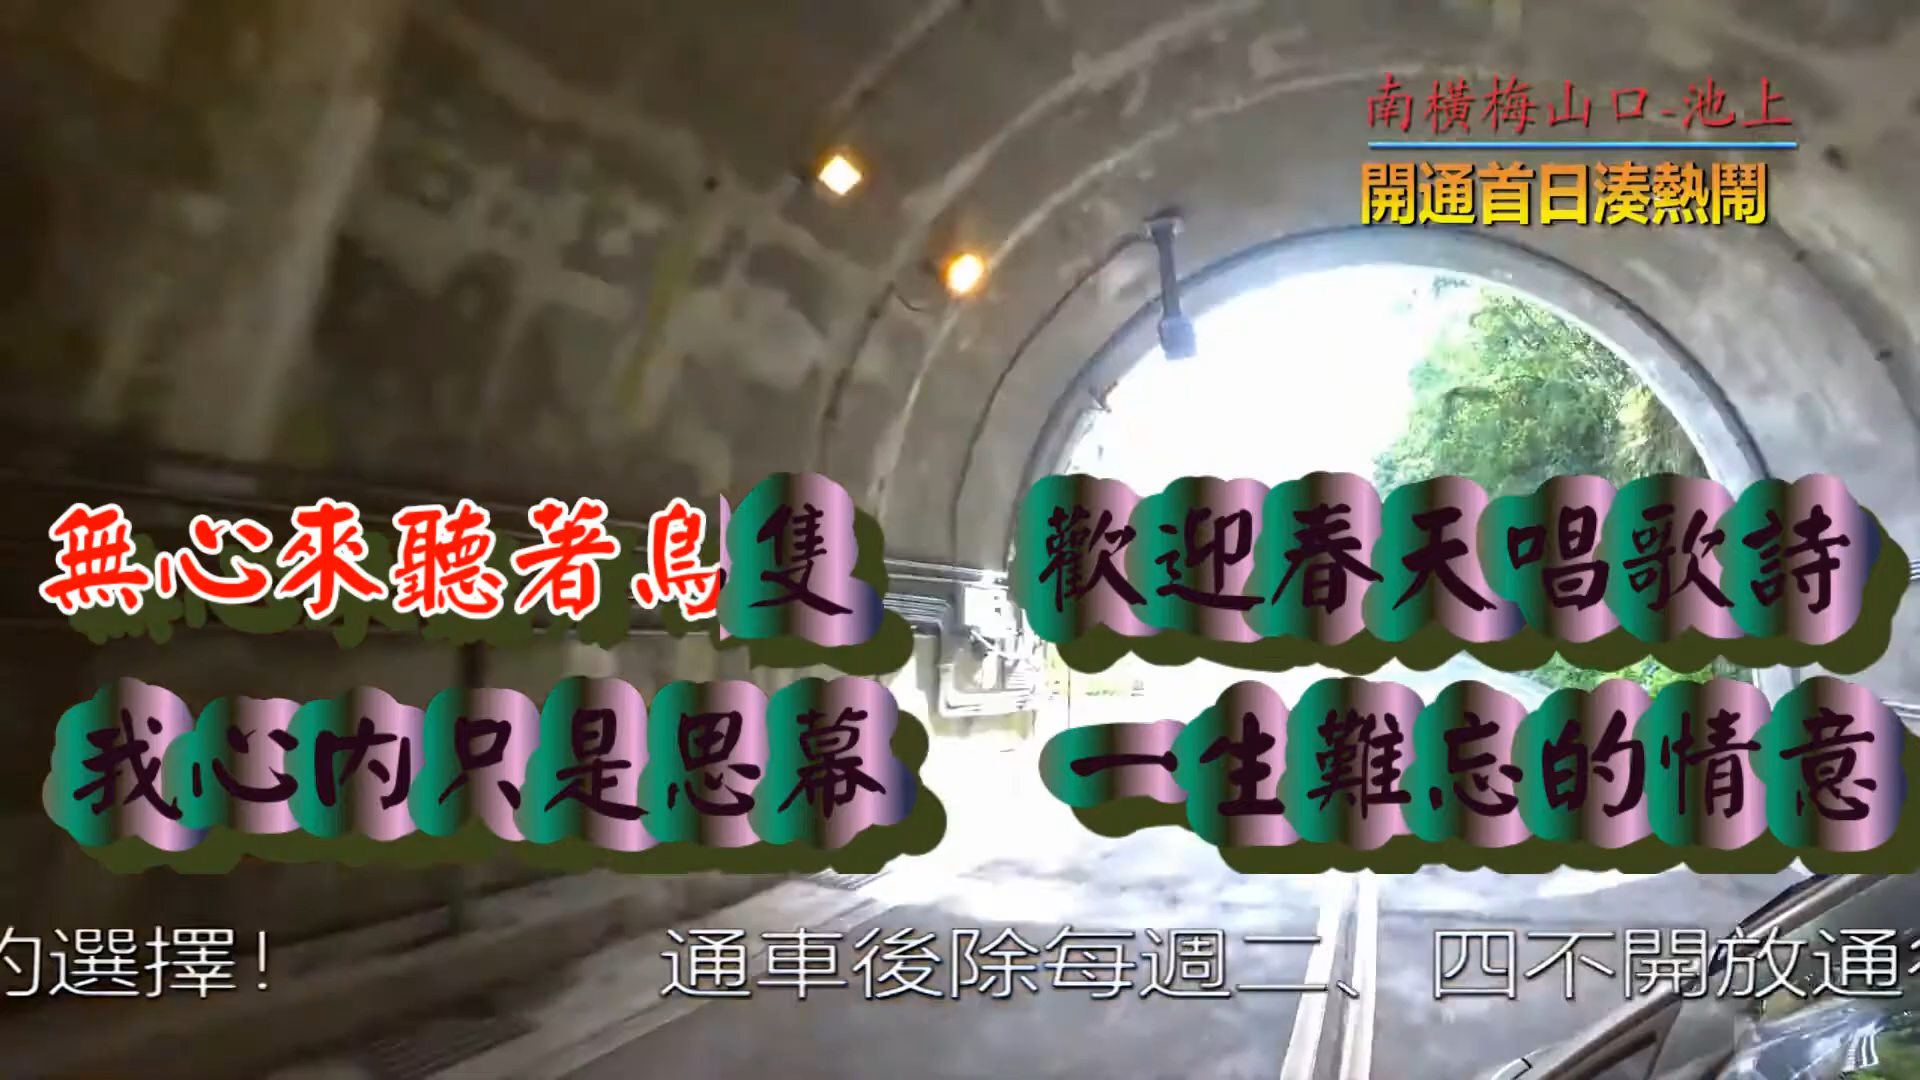 南橫梅山口-池上
開通首日湊熱鬧
無心來聽著鳥隻 歡迎春天唱歌詩
我心內只是思幕 一生難忘的情意
的選擇! 通車後除每週二、四不開放通